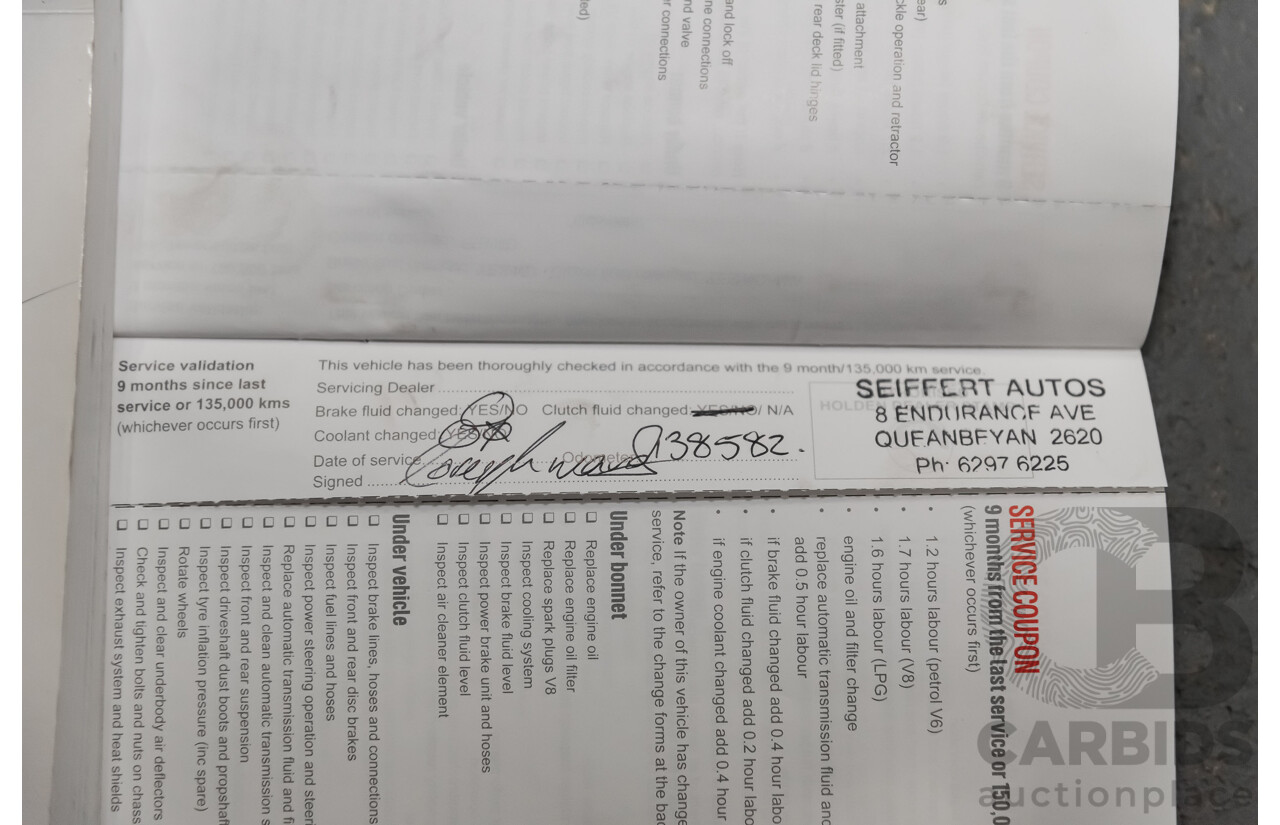 ear)
ckle operation and retractor
attachment
ster (if fitted)
rear deck lid hinges
and lock off
ne connections
nd valve
r connections
ed)
Service validation
9 months since last
service or 135,000 kms
(whichever occurs first)
This vehicle has been thoroughly checked in accordance with the 9 month/135,000 km service.
Servicing Dealer
Brake fluid changed: YES/NO Clutch fluid changed: YES/NO/ N/A
Coolant changed: YES/NO
Date of service Odometer 138582.
Signed
SEIFFERT AUTOS
8 ENDURANCE AVE
QUEANBEYAN 2620
Ph: 6297 6225
SERVICE COUPON
9 months from the last service or 150,0
(whichever occurs first)
• 1.2 hours labour (petrol V6)
• 1.7 hours labour (V8)
• 1.6 hours labour (LPG)
engine oil and filter change
• replace automatic transmission fluid and
add 0.5 hour labour
• if brake fluid changed add 0.4 hour labo
• if clutch fluid changed add 0.2 hour labo
• if engine coolant changed add 0.4 hour
Note If the owner of this vehicle has change
service, refer to the change forms at the bac
Under bonnet
❑ Replace engine oil
❑ Replace engine oil filter
❑ Replace spark plugs V8
❑ Inspect cooling system
❑ Inspect brake fluid level
❑ Inspect power brake unit and hoses
❑ Inspect clutch fluid level
❑ Inspect air cleaner element
Under vehicle
❑ Inspect brake lines, hoses and connections
❑ Inspect front and rear disc brakes
❑ Inspect fuel lines and hoses
❑ Inspect power steering operation and steeri
❑ Replace automatic transmission fluid and fi
❑ Inspect and clean automatic transmission s
❑ Inspect front and rear suspension
❑ Inspect driveshaft dust boots and propshaf
❑ Inspect tyre inflation pressure (inc spare)
❑ Rotate wheels
❑ Inspect and clear underbody air deflectors
❑ Check and tighten bolts and nuts on chass
❑ Inspect exhaust system and heat shields
CARBIDS
auctionplace